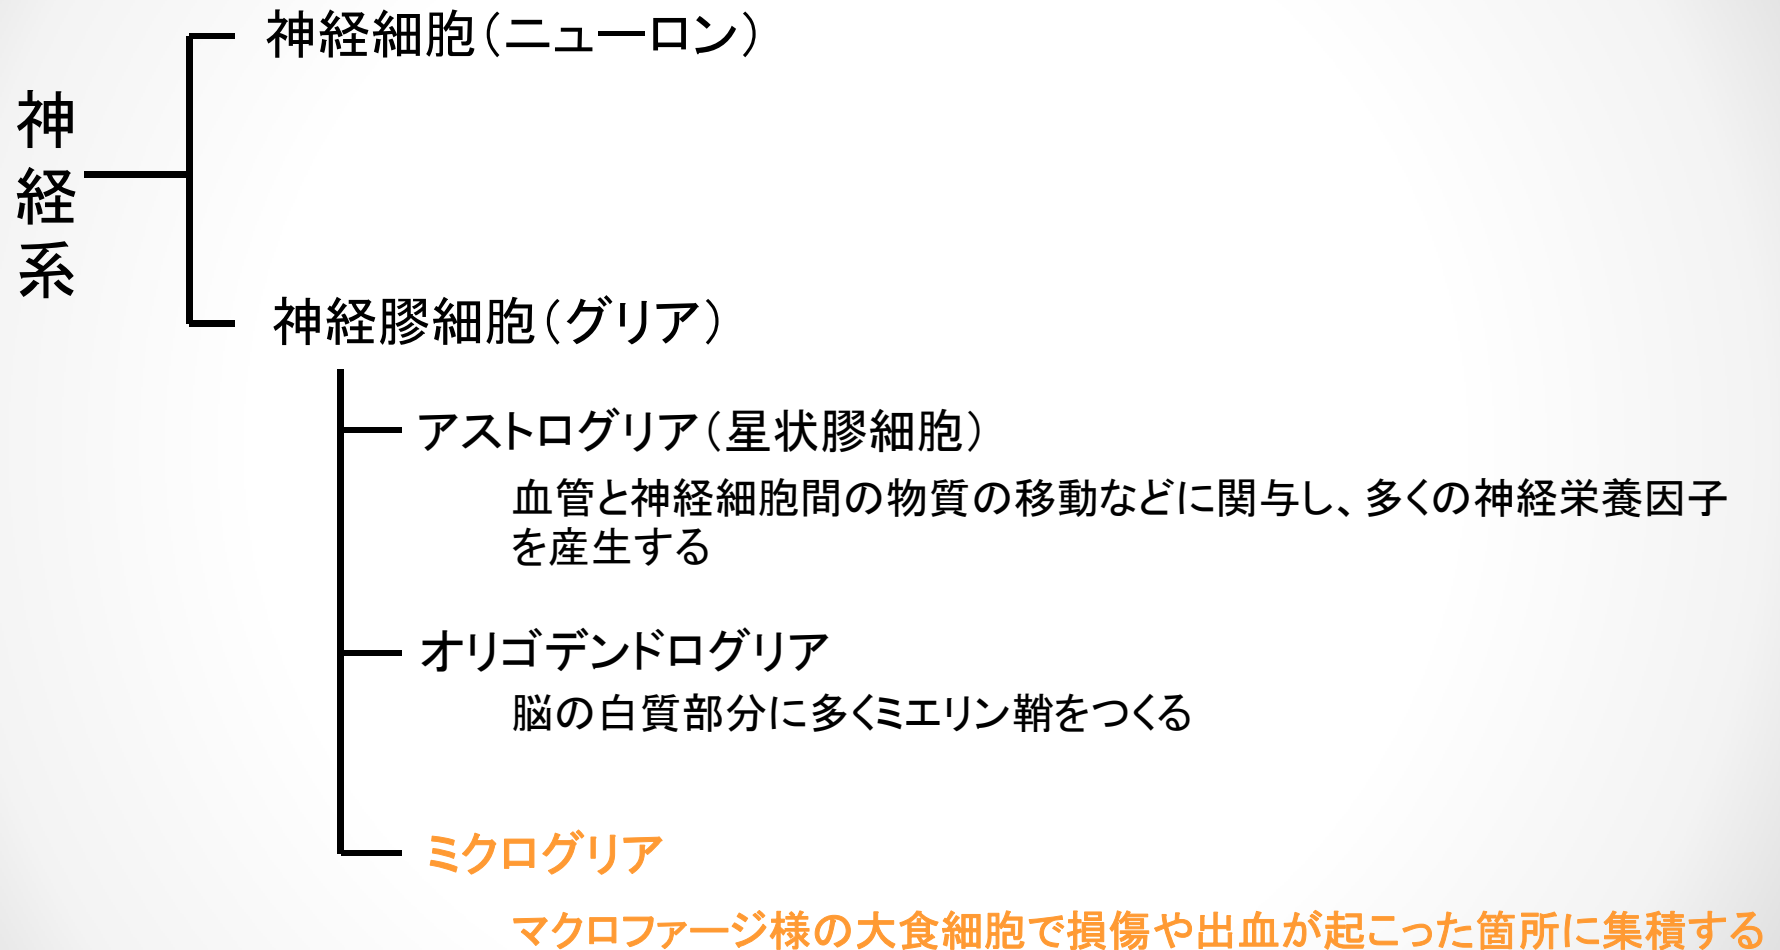 神経系
神経細胞（ニューロン）
神経膠細胞（グリア）
アストログリア（星状膠細胞）
血管と神経細胞間の物質の移動などに関与し、多くの神経栄養因子
を産生する
オリゴデンドログリア
脳の白質部分に多くミエリン鞘をつくる
ミクログリア
マクロファージ様の大食細胞で損傷や出血が起こった箇所に集積する